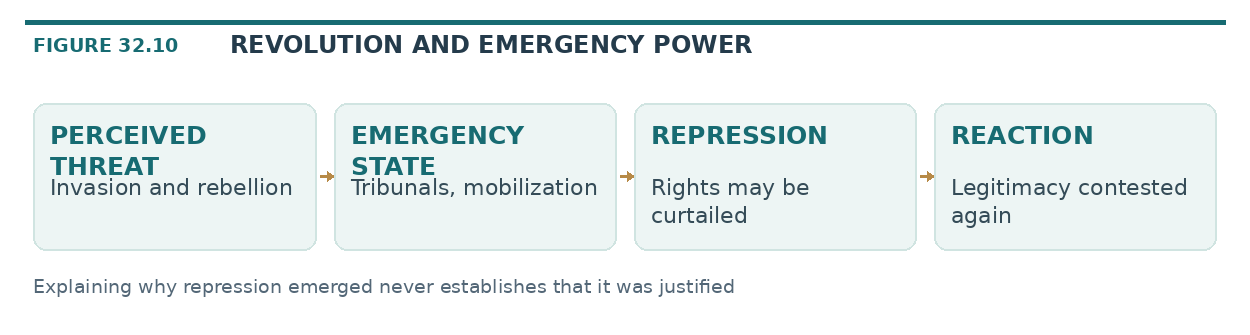 FIGURE 32.10 REVOLUTION AND EMERGENCY POWER
PERCEIVED
THREAT
Invasion and rebellion
EMERGENCY
STATE
Tribunals, mobilization
REPRESSION
Rights may be
curtailed
REACTION
Legitimacy contested
again
Explaining why repression emerged never establishes that it was justified